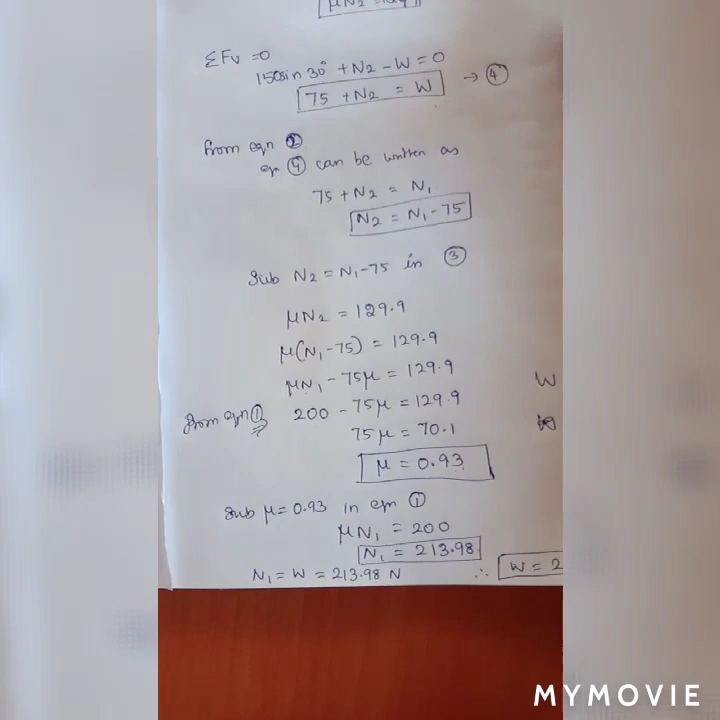 μN2 =
ΣFv =0
150sin 30° + N2 - W = 0
75 + N2 = W → ④
from eqn ②
eqn ④ can be written as
75 + N2 = N1
N2 = N1 - 75
Sub N2 = N1-75 in ③
μN2 = 129.9
μ(N1-75) = 129.9
μN1 - 75μ = 129.9
W
from eqn ① ⇒ 200 - 75μ = 129.9
75μ = 70.1
μ = 0.93
Sub μ= 0.93 in eqn ①
μN1 = 200
N1 = 213.98
N1 = W = 213.98 N ∴ W = 2
MYMOVIE